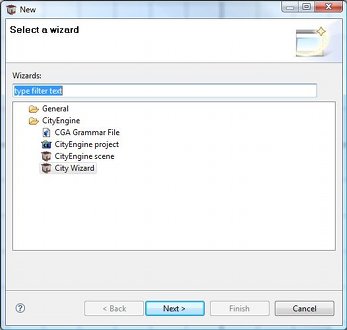 New
Select a wizard
Wizards:
type filter text
General
CityEngine
CGA Grammar File
CityEngine project
CityEngine scene
City Wizard
?
< Back
Next >
Finish
Cancel